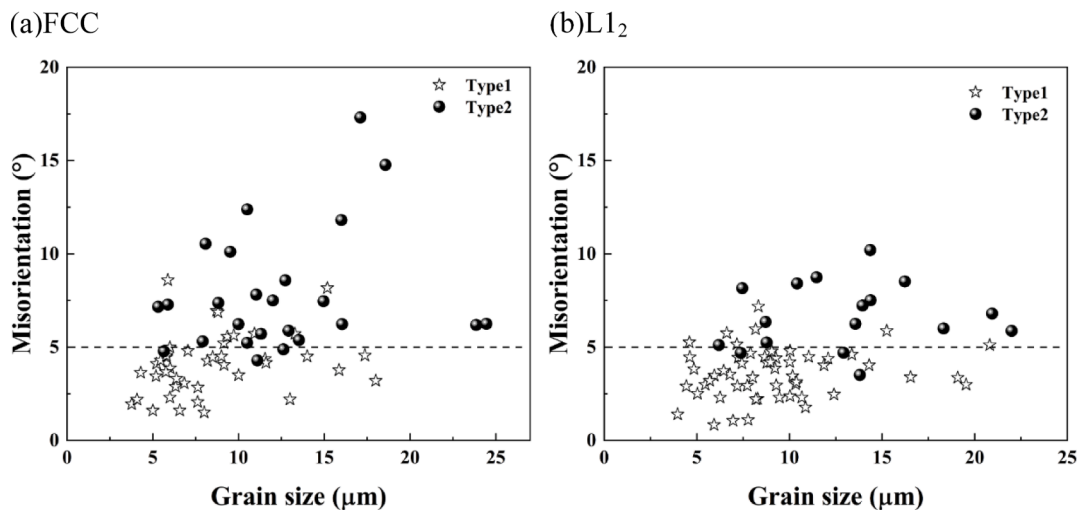 (a)FCC
(b)L1₂
20
15
10
5
0
Misorientation (°)
Type1
Type2
0 5 10 15 20 25
Grain size (μm)
20
15
10
5
0
Misorientation (°)
Type1
Type2
0 5 10 15 20 25
Grain size (μm)